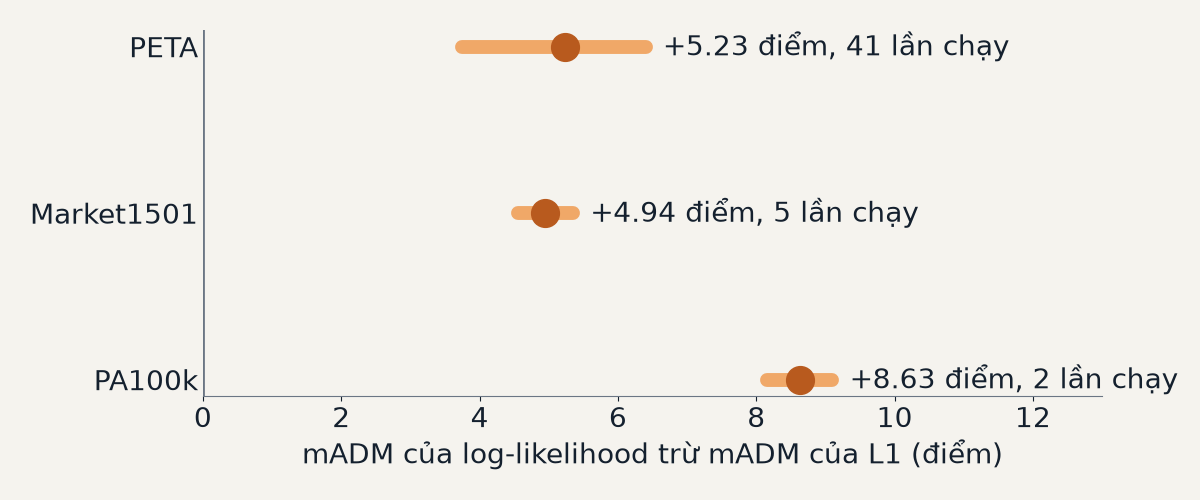 PETA
+5.23 điểm, 41 lần chạy
Market1501
+4.94 điểm, 5 lần chạy
PA100k
+8.63 điểm, 2 lần chạy
0 2 4 6 8 10 12
mADM của log-likelihood trừ mADM của L1 (điểm)